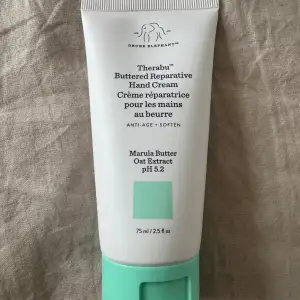 DRUNK ELEPHANT™
Therabu™
Buttered Reparative
Hand Cream
Crème réparatrice
pour les mains
au beurre
ANTI-AGE + SOFTEN
Marula Butter
Oat Extract
pH 5.2
75 ml / 2.5 fl oz